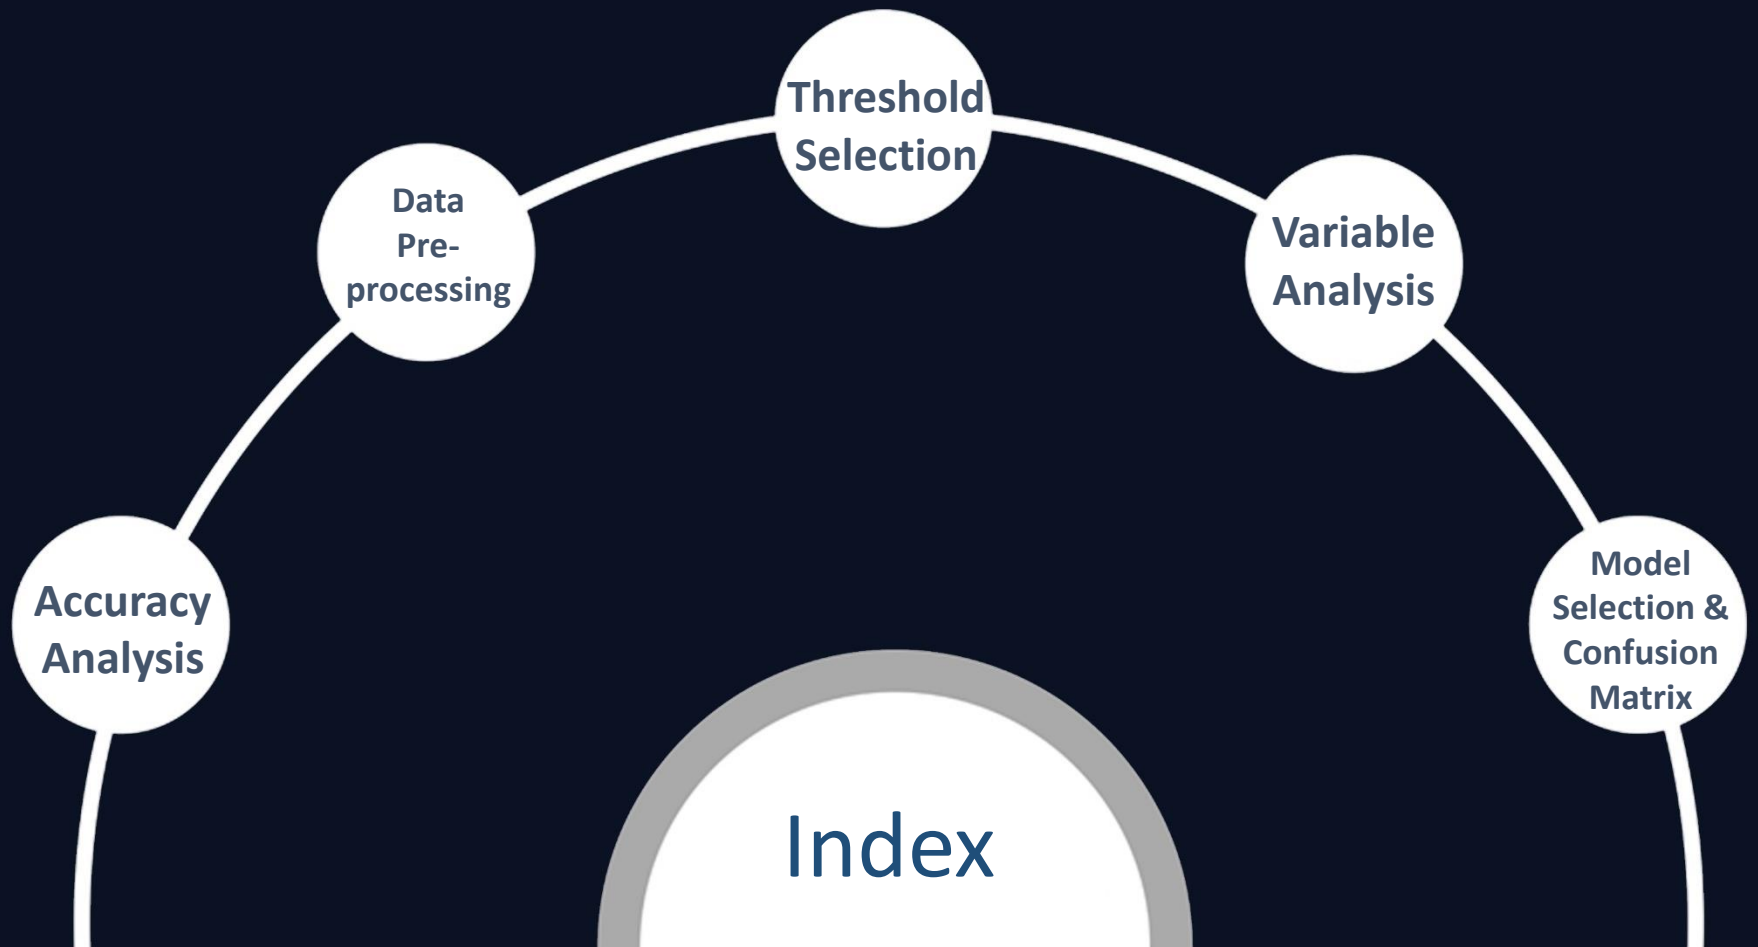 Threshold
Selection
Data
Pre-
processing
Variable
Analysis
Accuracy
Analysis
Model
Selection &
Confusion
Matrix
Index